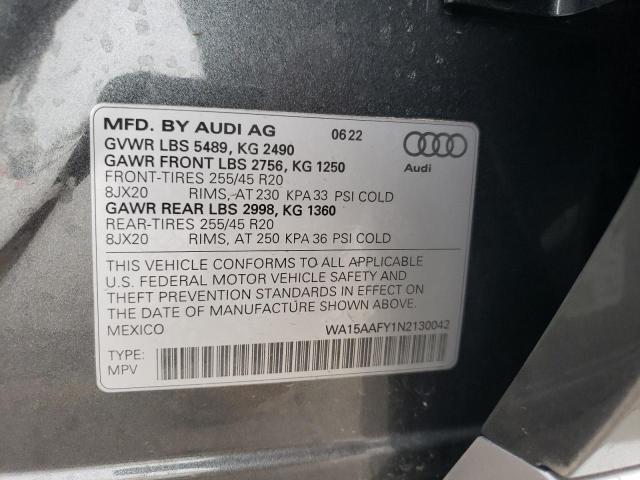 MFD. BY AUDI AG 0622
GVWR LBS 5489, KG 2490
GAWR FRONT LBS 2756, KG 1250
Audi
FRONT-TIRES 255/45 R20
8JX20 RIMS, AT 230 KPA 33 PSI COLD
GAWR REAR LBS 2998, KG 1360
REAR-TIRES 255/45 R20
8JX20 RIMS, AT 250 KPA 36 PSI COLD
THIS VEHICLE CONFORMS TO ALL APPLICABLE
U.S. FEDERAL MOTOR VEHICLE SAFETY AND
THEFT PREVENTION STANDARDS IN EFFECT ON
THE DATE OF MANUFACTURE SHOWN ABOVE.
MEXICO WA15AAFY1N2130042
TYPE:
MPV